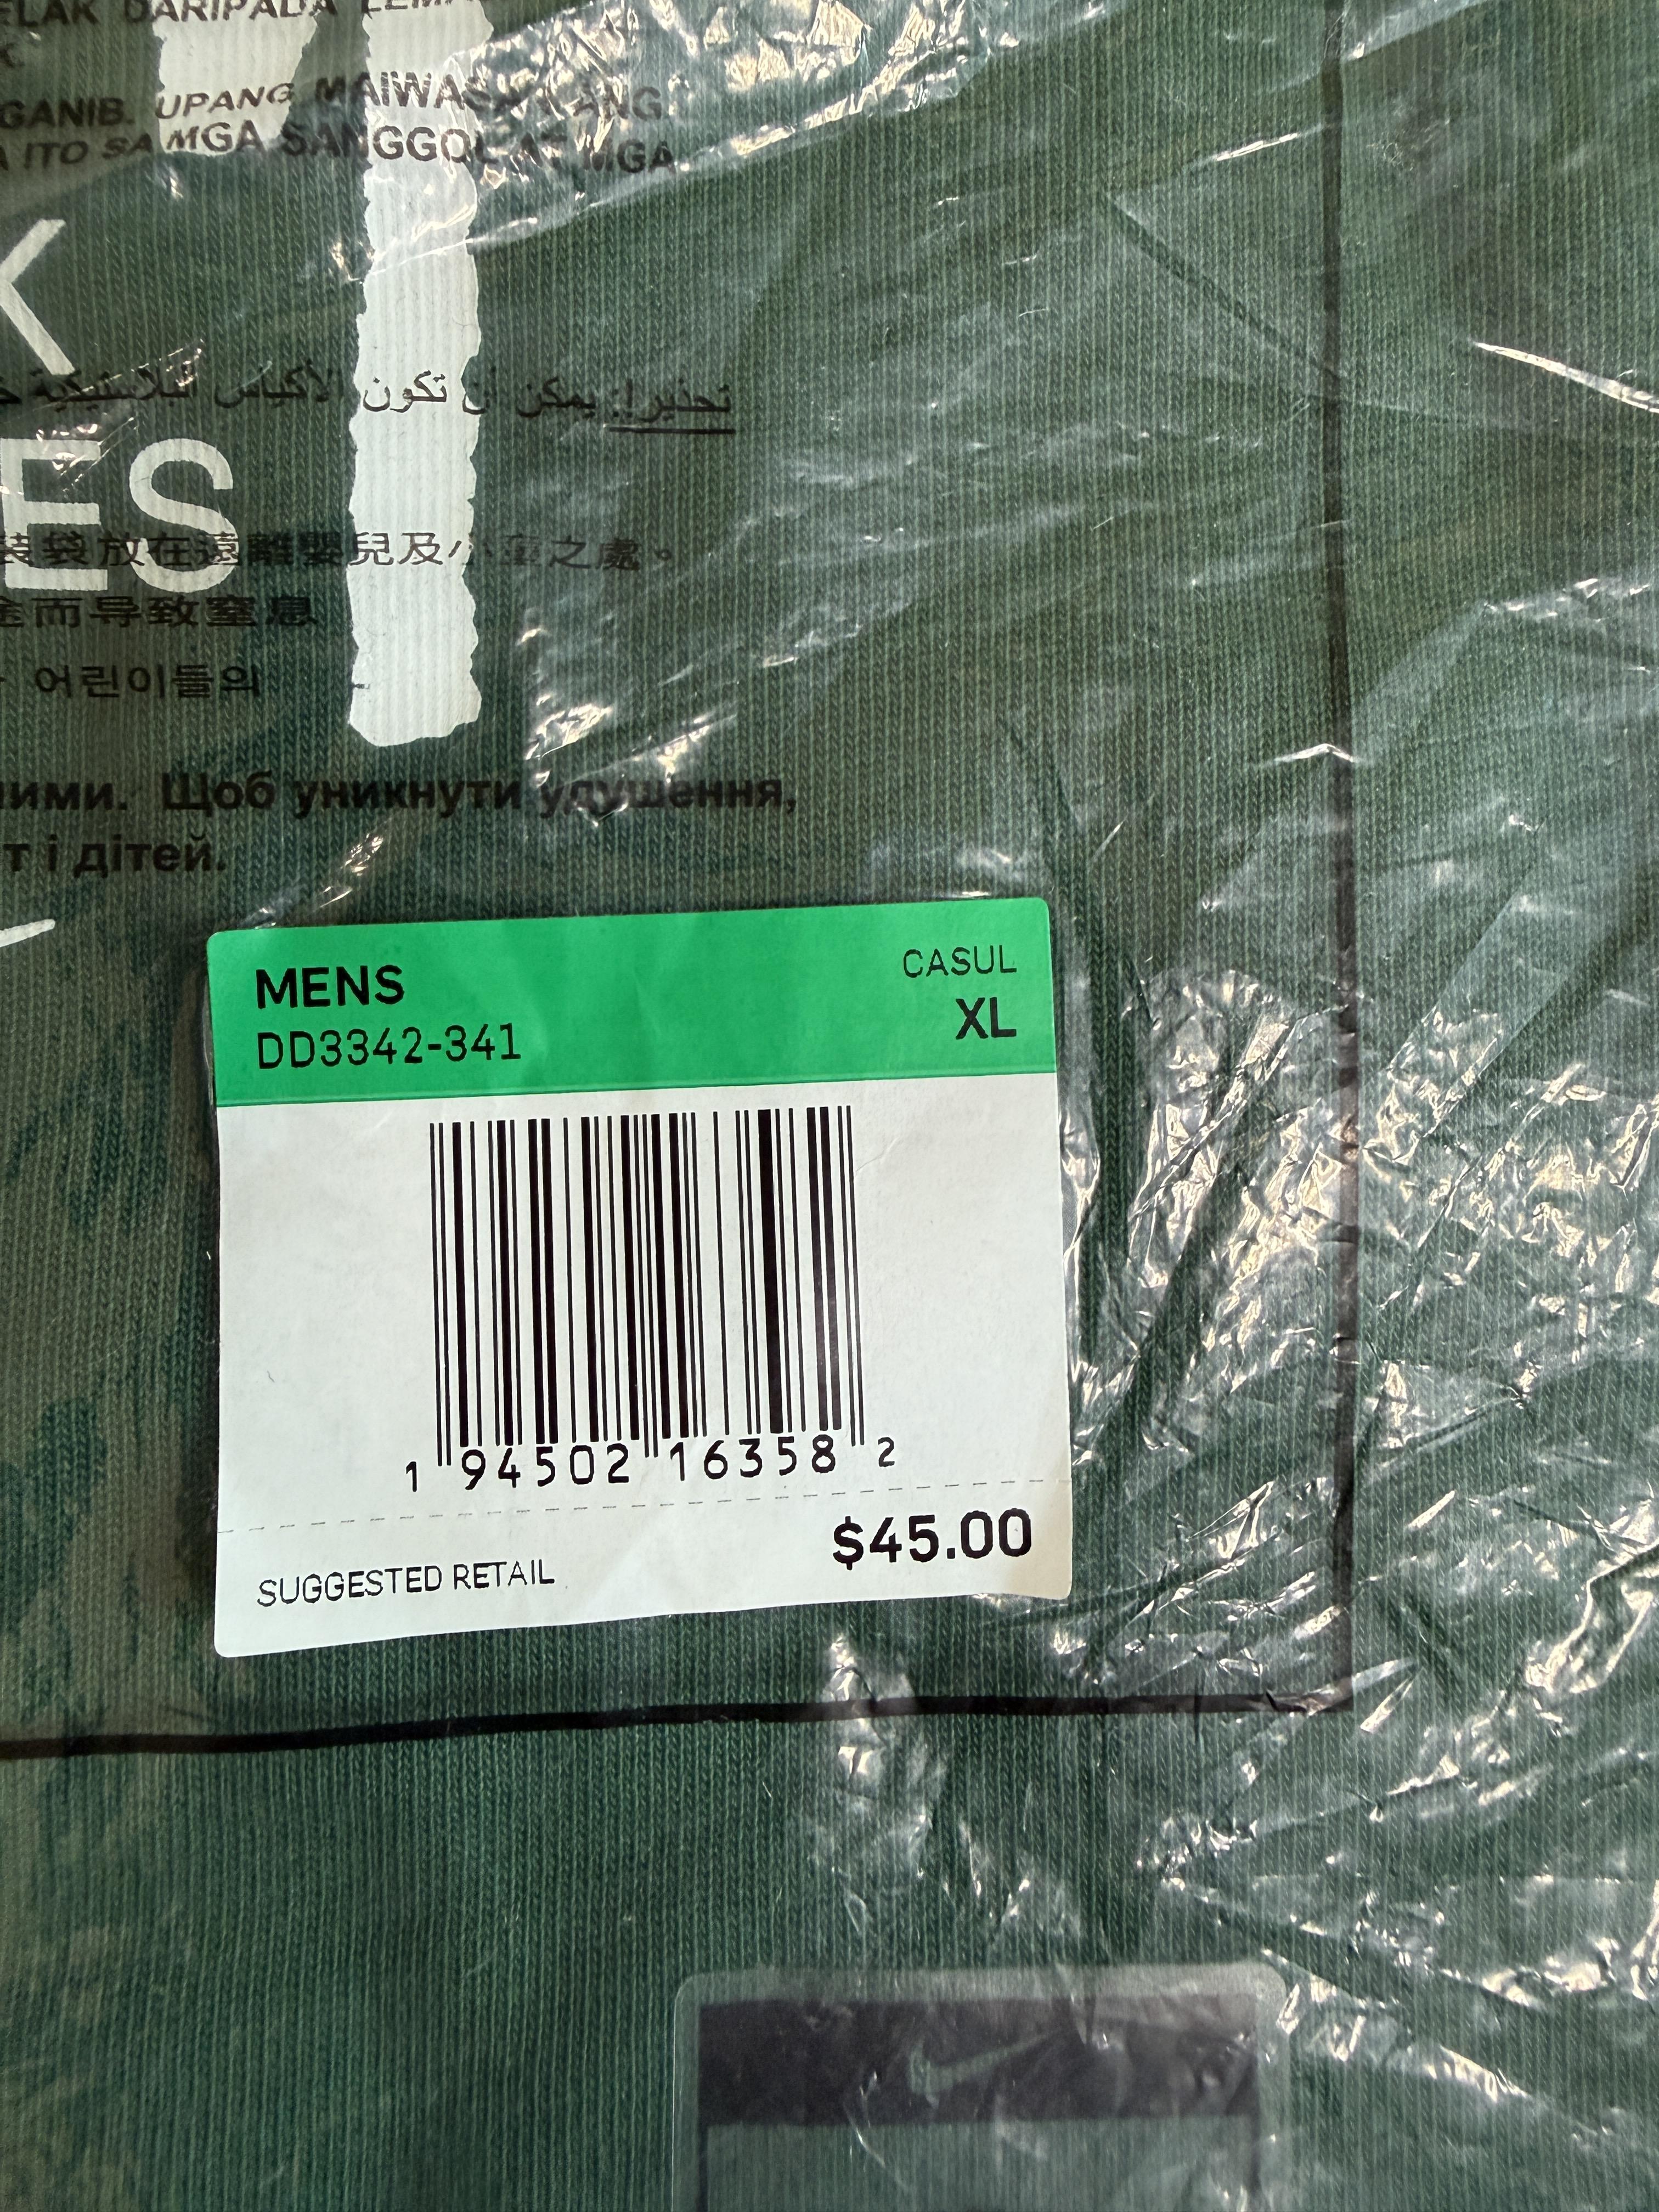 ELAK DARIPADA
GANIB. UPANG MAIWASAN ANG
A ITO SA MGA SANGGOL AT MGA
K
تحذير!: يمكن أن تكون الأكياس البلاستيكية
ES
装袋放在遠離嬰兒及小童之處。
途而导致窒息
어린이들의
ними. Щоб уникнути удушення,
т і дітей.
MENS
CASUL
DD3342-341
XL
1 94502 16358 2
$45.00
SUGGESTED RETAIL